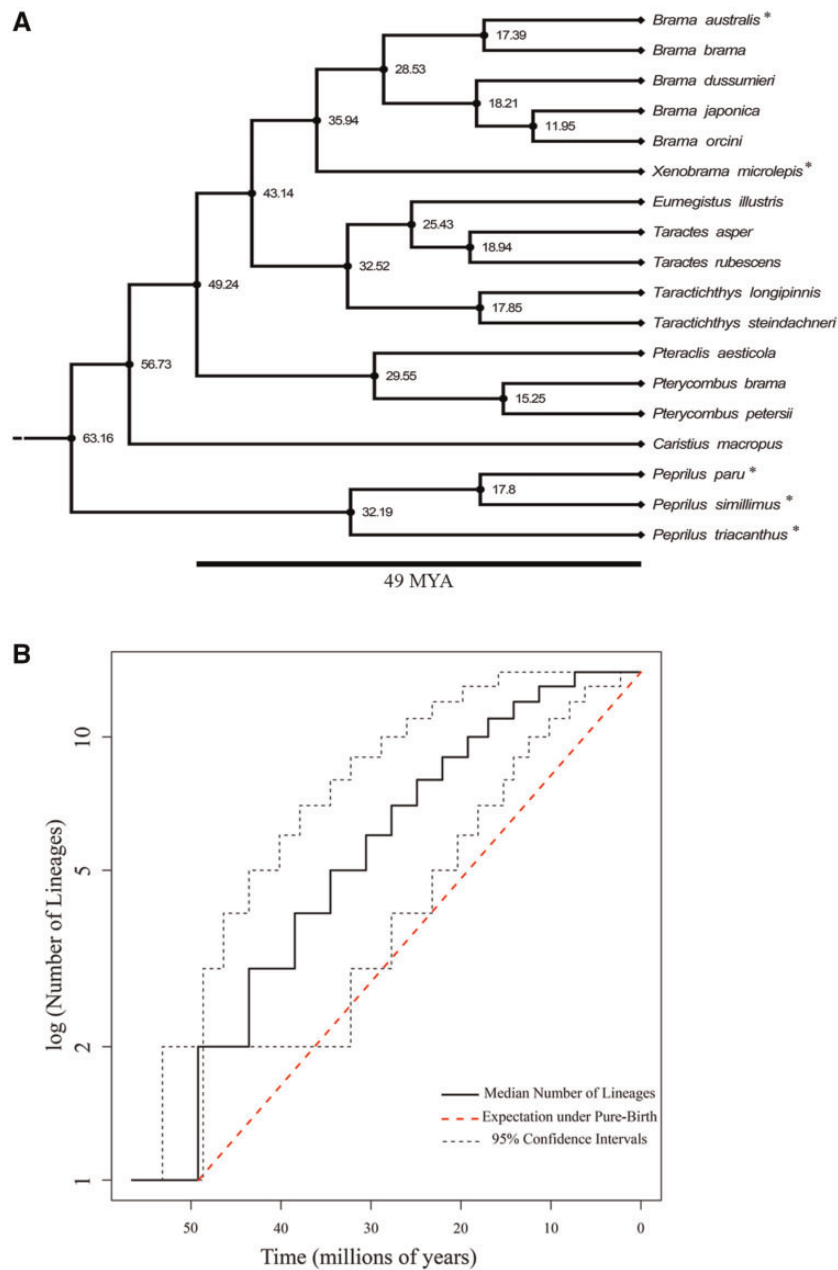 A
Brama australis *
17.39
Brama brama
28.53
Brama dussumieri
18.21
Brama japonica
35.94
11.95
Brama orcini
Xenobrama microlepis *
43.14
Eumegistus illustris
25.43
Taractes asper
18.94
32.52
Taractes rubescens
49.24
Taractichthys longipinnis
17.85
Taractichthys steindachneri
56.73
Pteraclis aesticola
29.55
Pterycombus brama
15.25
Pterycombus petersii
63.16
Caristius macropus
Peprilus paru *
17.8
32.19
Peprilus simillimus *
Peprilus triacanthus *
49 MYA
B
log (Number of Lineages)
10
5
2
1
Median Number of Lineages
Expectation under Pure-Birth
95% Confidence Intervals
50 40 30 20 10 0
Time (millions of years)